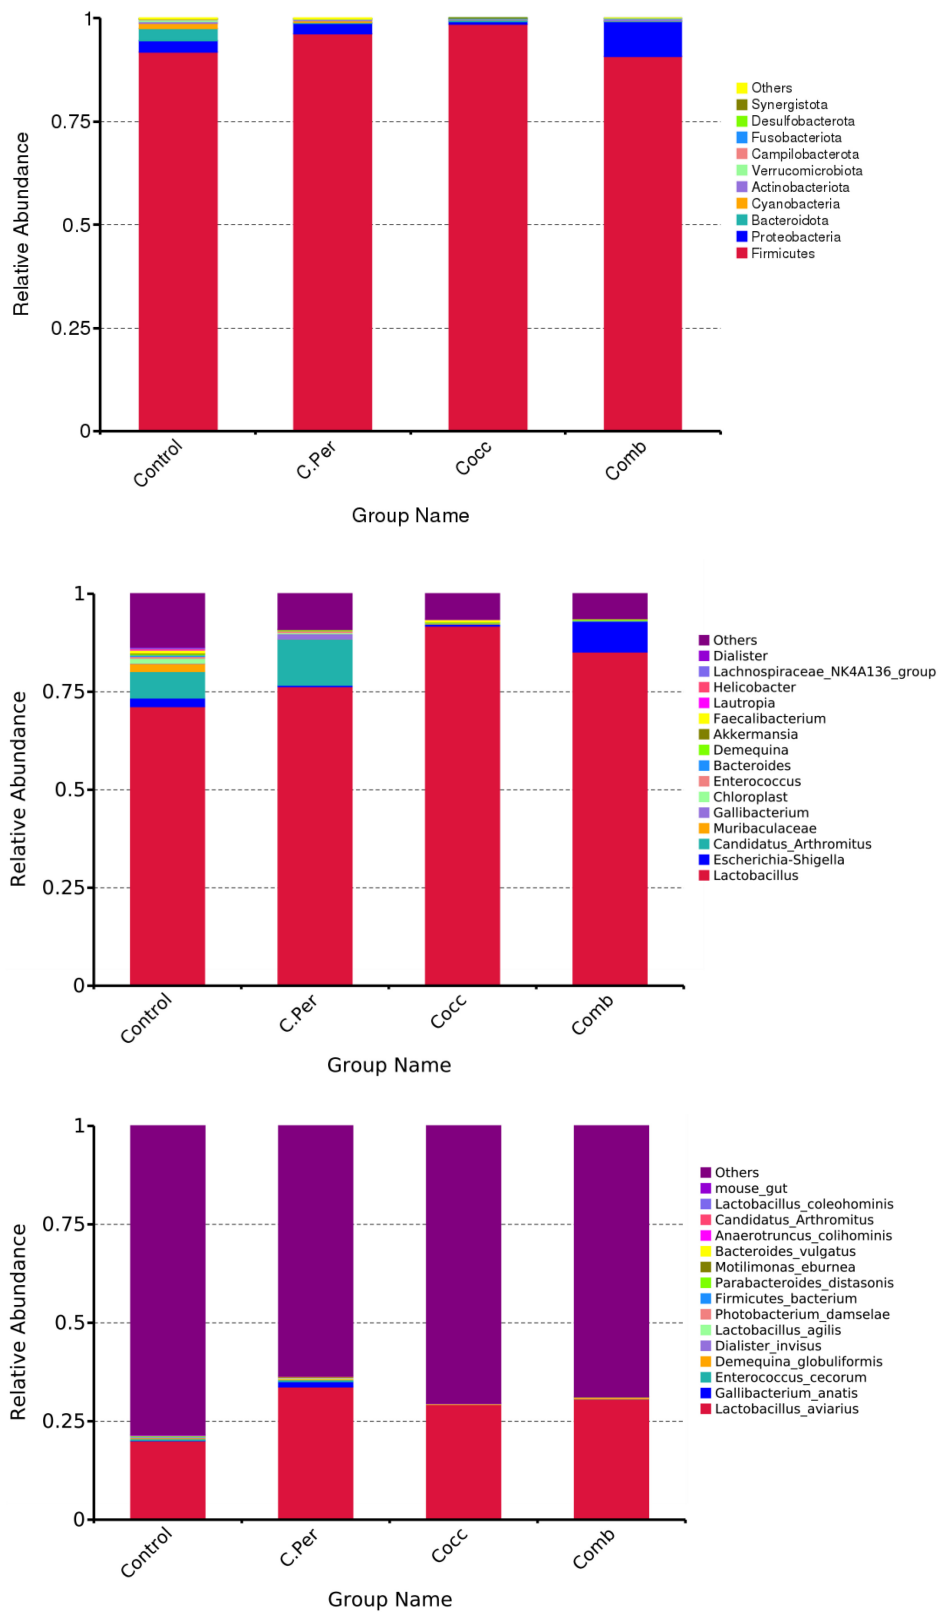 Relative Abundance
1
0.75
0.5
0.25
0
Control
C.Per
Cocc
Comb
Group Name
Others
Synergistota
Desulfobacterota
Fusobacteriota
Campilobacterota
Verrucomicrobiota
Actinobacteriota
Cyanobacteria
Bacteroidota
Proteobacteria
Firmicutes
Relative Abundance
1
0.75
0.5
0.25
0
Control
C.Per
Cocc
Comb
Group Name
Others
Dialister
Lachnospiraceae_NK4A136_group
Helicobacter
Lautropia
Faecalibacterium
Akkermansia
Demequina
Bacteroides
Enterococcus
Chloroplast
Gallibacterium
Muribaculaceae
Candidatus_Arthromitus
Escherichia-Shigella
Lactobacillus
Relative Abundance
1
0.75
0.5
0.25
0
Control
C.Per
Cocc
Comb
Group Name
Others
mouse_gut
Lactobacillus_coleohominis
Candidatus_Arthromitus
Anaerotruncus_colihominis
Bacteroides_vulgatus
Motilimonas_eburnea
Parabacteroides_distasonis
Firmicutes_bacterium
Photobacterium_damselae
Lactobacillus_agilis
Dialister_invisus
Demequina_globuliformis
Enterococcus_cecorum
Gallibacterium_anatis
Lactobacillus_aviarius